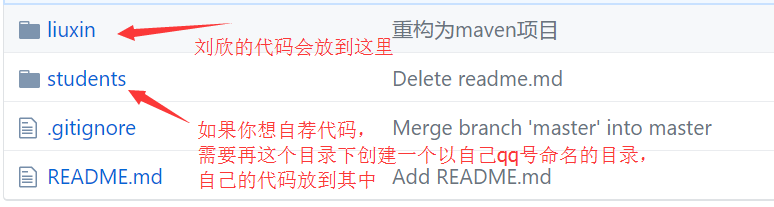 liuxin 重构为maven项目
刘欣的代码会放到这里
students Delete readme.md
.gitignore Merge branch 'master' into master
如果你想自荐代码，
需要再这个目录下创建一个以自己qq号命名的目录，
自己的代码放到其中
README.md Add README.md